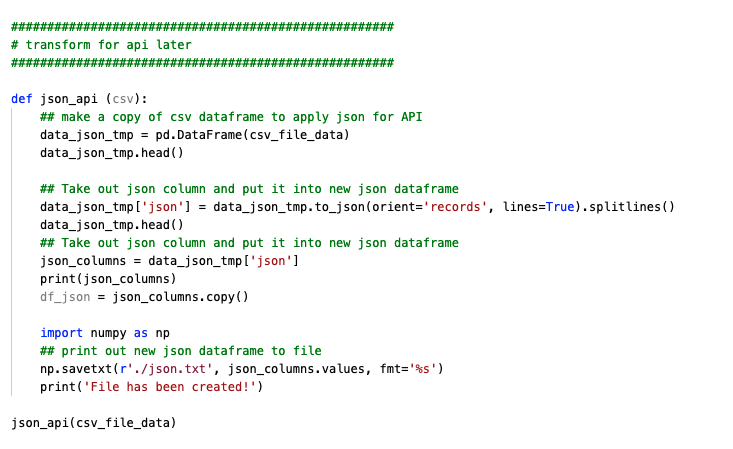 #####################################################
# transform for api later
#####################################################
def json_api (csv):
## make a copy of csv dataframe to apply json for API
data_json_tmp = pd.DataFrame(csv_file_data)
data_json_tmp.head()
## Take out json column and put it into new json dataframe
data_json_tmp['json'] = data_json_tmp.to_json(orient='records', lines=True).splitlines()
data_json_tmp.head()
## Take out json column and put it into new json dataframe
json_columns = data_json_tmp['json']
print(json_columns)
df_json = json_columns.copy()
import numpy as np
## print out new json dataframe to file
np.savetxt(r'./json.txt', json_columns.values, fmt='%s')
print('File has been created!')
json_api(csv_file_data)